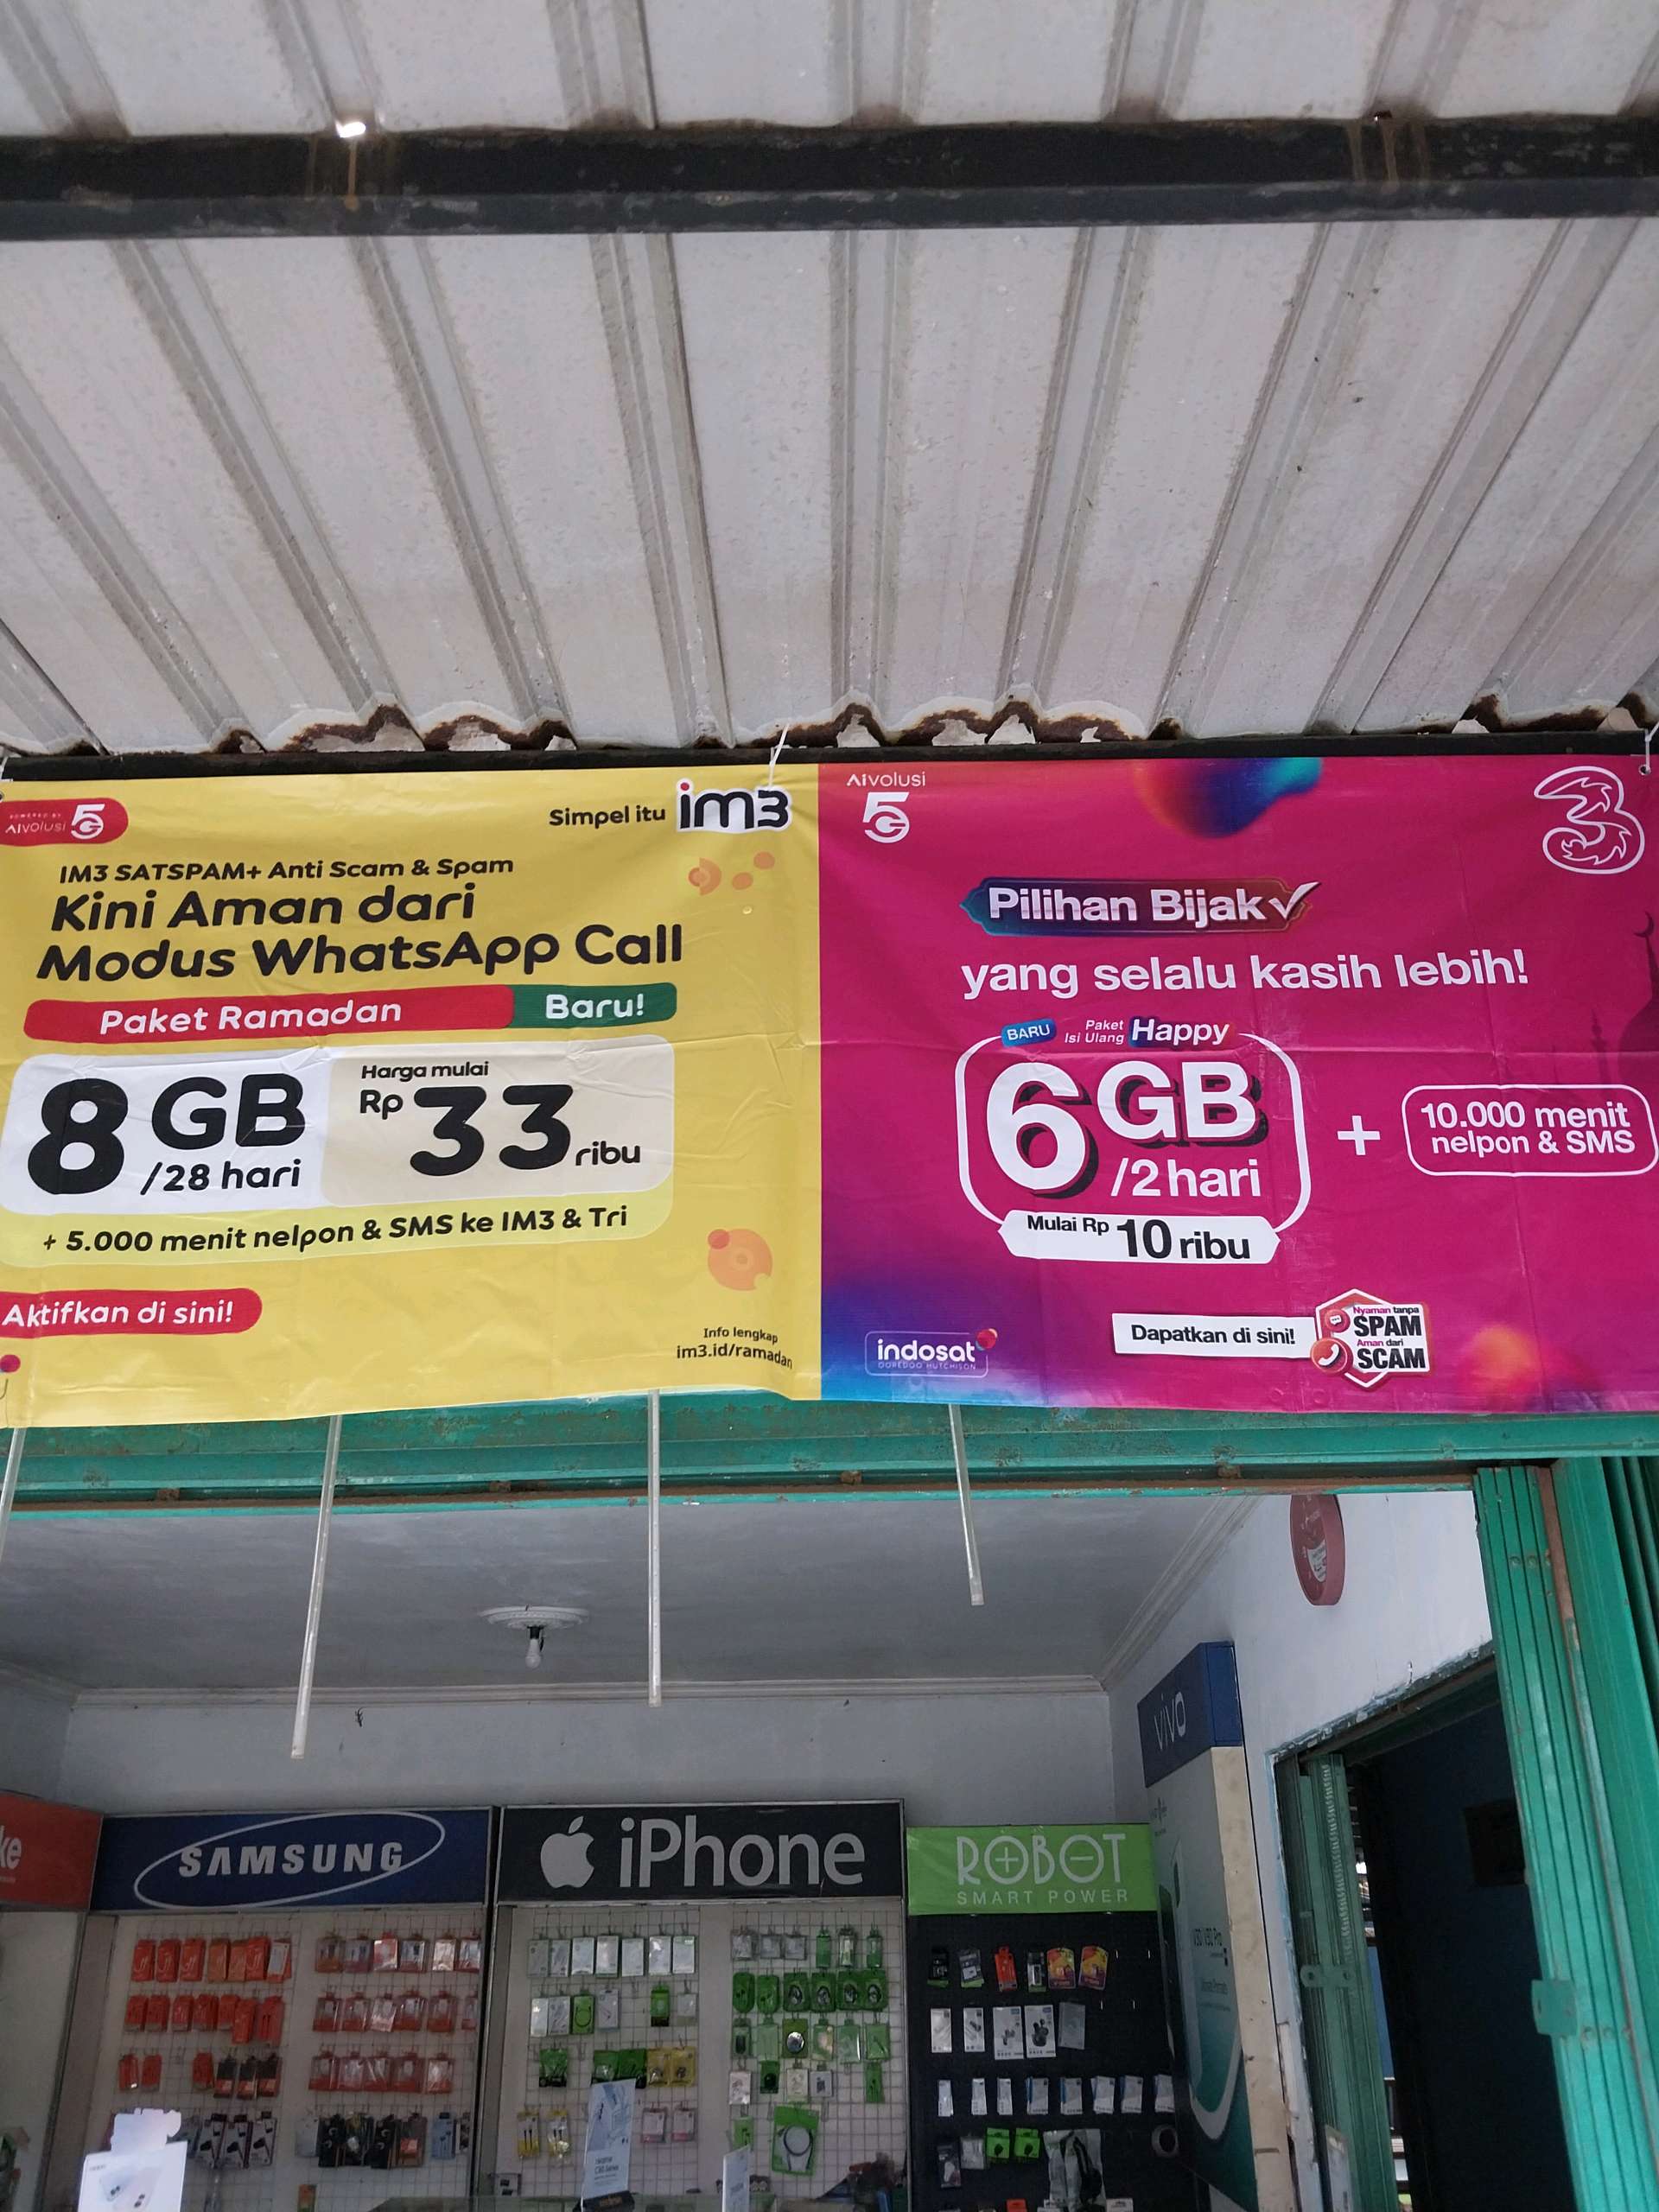 POWERED BY
AIvolusi 5G
Simpel itu im3
IM3 SATSPAM+ Anti Scam & Spam
Kini Aman dari
Modus WhatsApp Call
Paket Ramadan Baru!
8 GB
/28 hari
Harga mulai
Rp 33 ribu
+ 5.000 menit nelpon & SMS ke IM3 & Tri
Aktifkan di sini!
Info lengkap
im3.id/ramadan
AIvolusi
5G
3
Pilihan Bijak
yang selalu kasih lebih!
BARU Paket Isi Ulang Happy
6 GB
/2 hari
Mulai Rp 10 ribu
+
10.000 menit
nelpon & SMS
indosat
OOREDOO HUTCHISON
Dapatkan di sini!
Nyaman tanpa
SPAM
Aman dari
SCAM
vivo
SAMSUNG
iPhone
ROBOT
SMART POWER